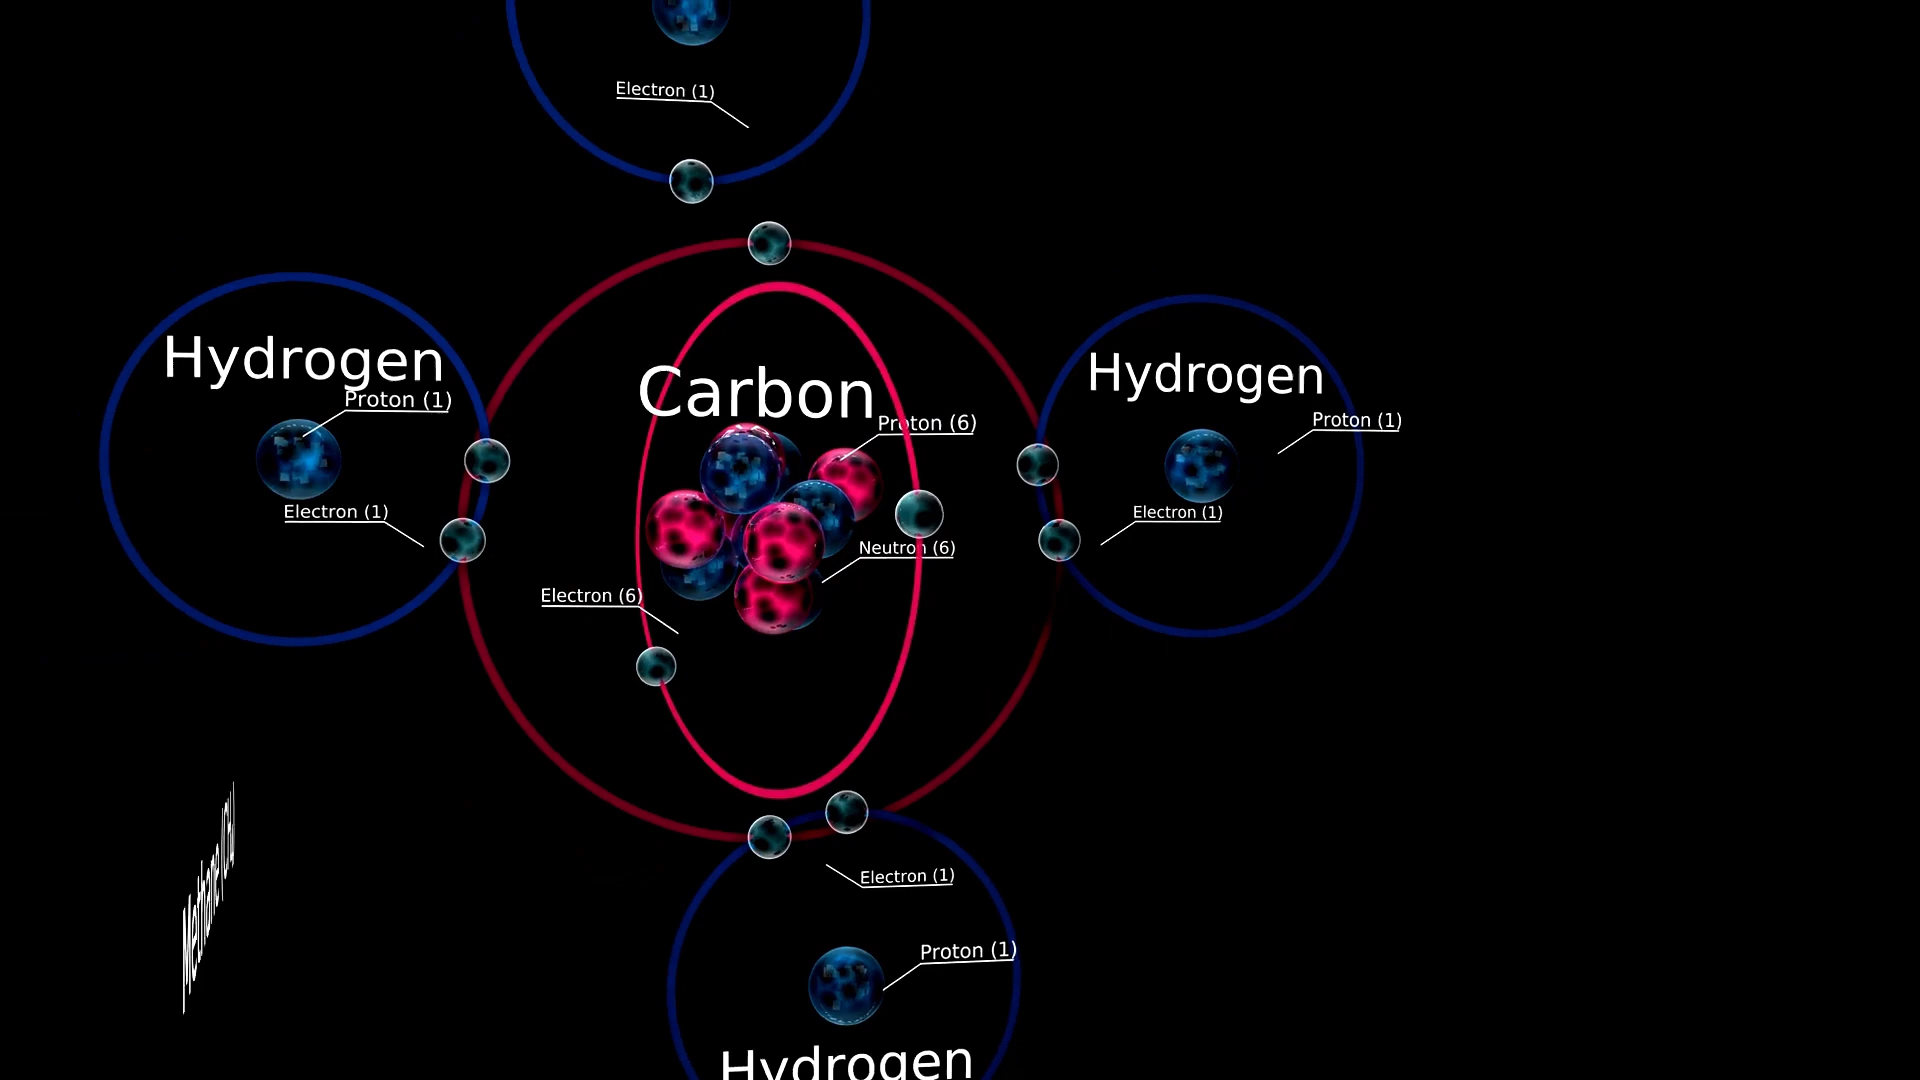 Electron (1)
Hydrogen
Proton (1)
Electron (1)
Carbon
Proton (6)
Neutron (6)
Electron (6)
Hydrogen
Proton (1)
Electron (1)
Electron (1)
Proton (1)
Hydrogen
Methane